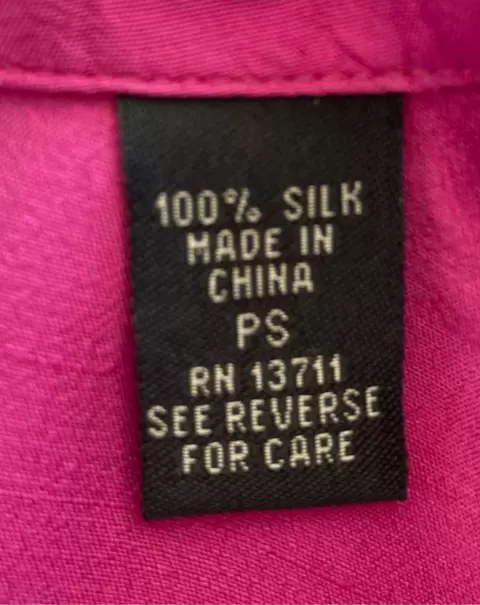 100% SILK
MADE IN
CHINA
PS
RN 13711
SEE REVERSE
FOR CARE